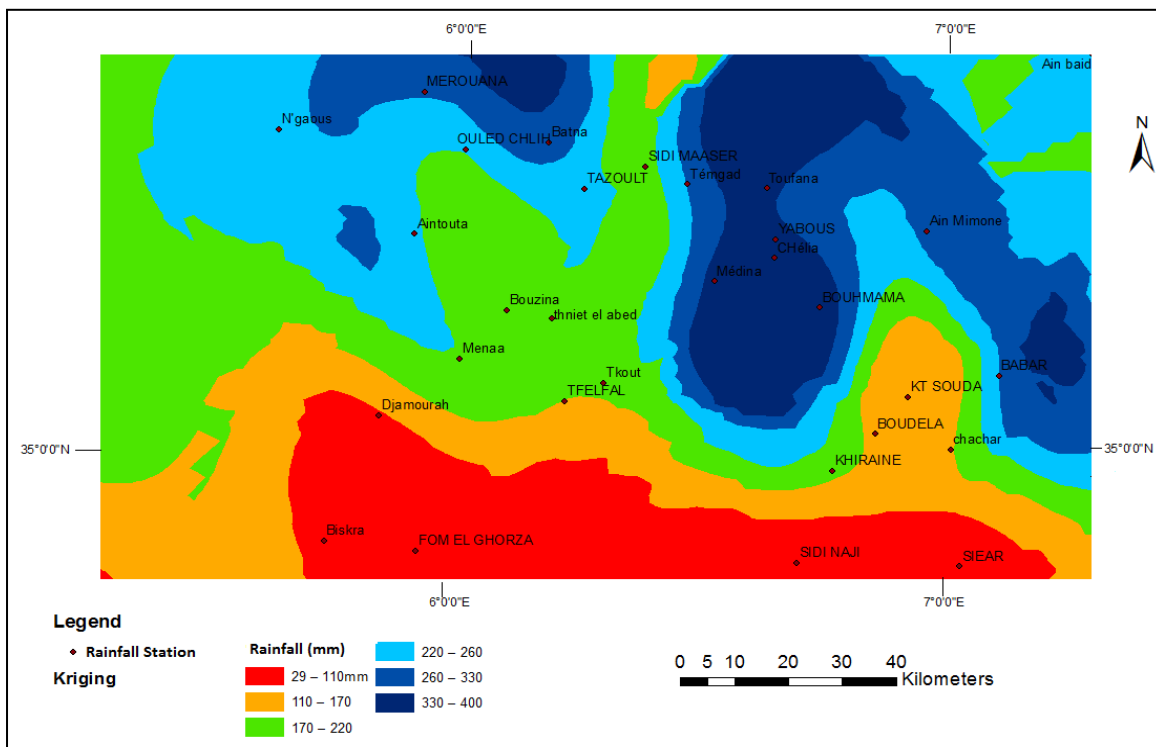 6°0'0"E
7°0'0"E
Ain baid
MEROUANA
N
N'gaous
Batna
OULED CHLIH
SIDI MAASER
Témgad
Toufana
TAZOULT
Aintouta
Ain Mimone
YABOUS
CHélia
Médina
Bouzina
thniet el abed
BOUHMAMA
Menaa
Tkout
BABAR
TFELFAL
KT SOUDA
Djamourah
BOUDELA
chachar
35°0'0"N
35°0'0"N
KHIRAINE
Biskra
FOM EL GHORZA
SIDI NAJI
SIEAR
6°0'0"E
7°0'0"E
Legend
Rainfall Station
Kriging
Rainfall (mm)
29 – 110mm
110 – 170
170 – 220
220 – 260
260 – 330
330 – 400
0 5 10 20 30 40
Kilometers